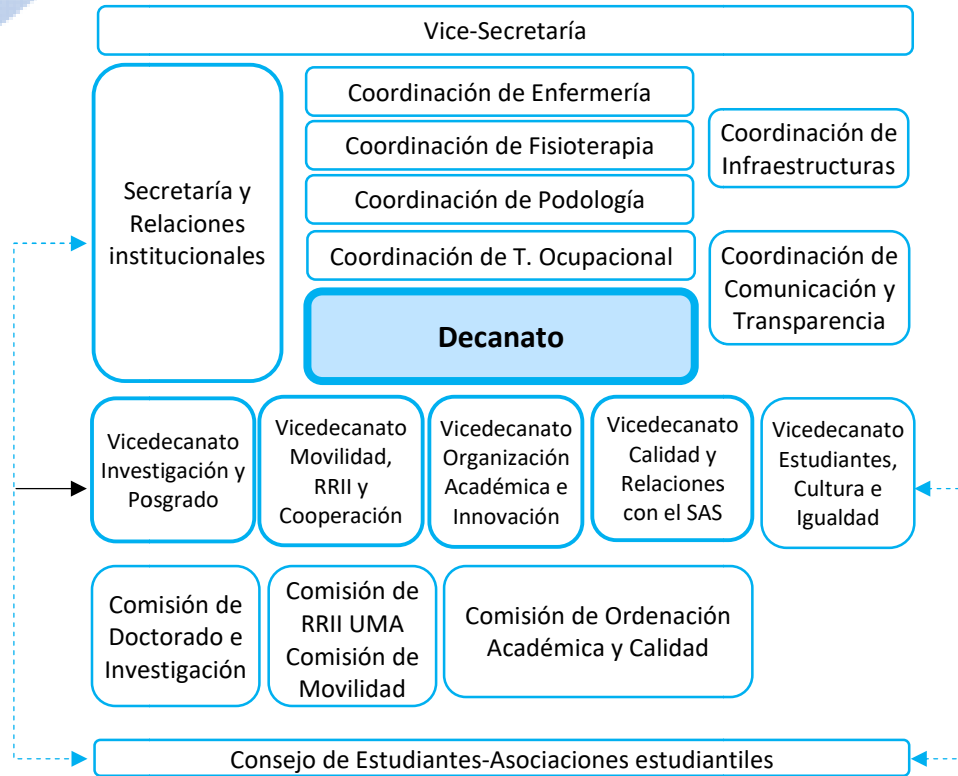 Vice-Secretaría
Secretaría y
Relaciones
institucionales
Coordinación de Enfermería
Coordinación de Fisioterapia
Coordinación de Podología
Coordinación de T. Ocupacional
Decanato
Coordinación de
Infraestructuras
Coordinación de
Comunicación y
Transparencia
Vicedecanato
Investigación y
Posgrado
Vicedecanato
Movilidad,
RRII y
Cooperación
Vicedecanato
Organización
Académica e
Innovación
Vicedecanato
Calidad y
Relaciones
con el SAS
Vicedecanato
Estudiantes,
Cultura e
Igualdad
Comisión de
Doctorado e
Investigación
Comisión de
RRII UMA
Comisión de
Movilidad
Comisión de Ordenación
Académica y Calidad
Consejo de Estudiantes-Asociaciones estudiantiles